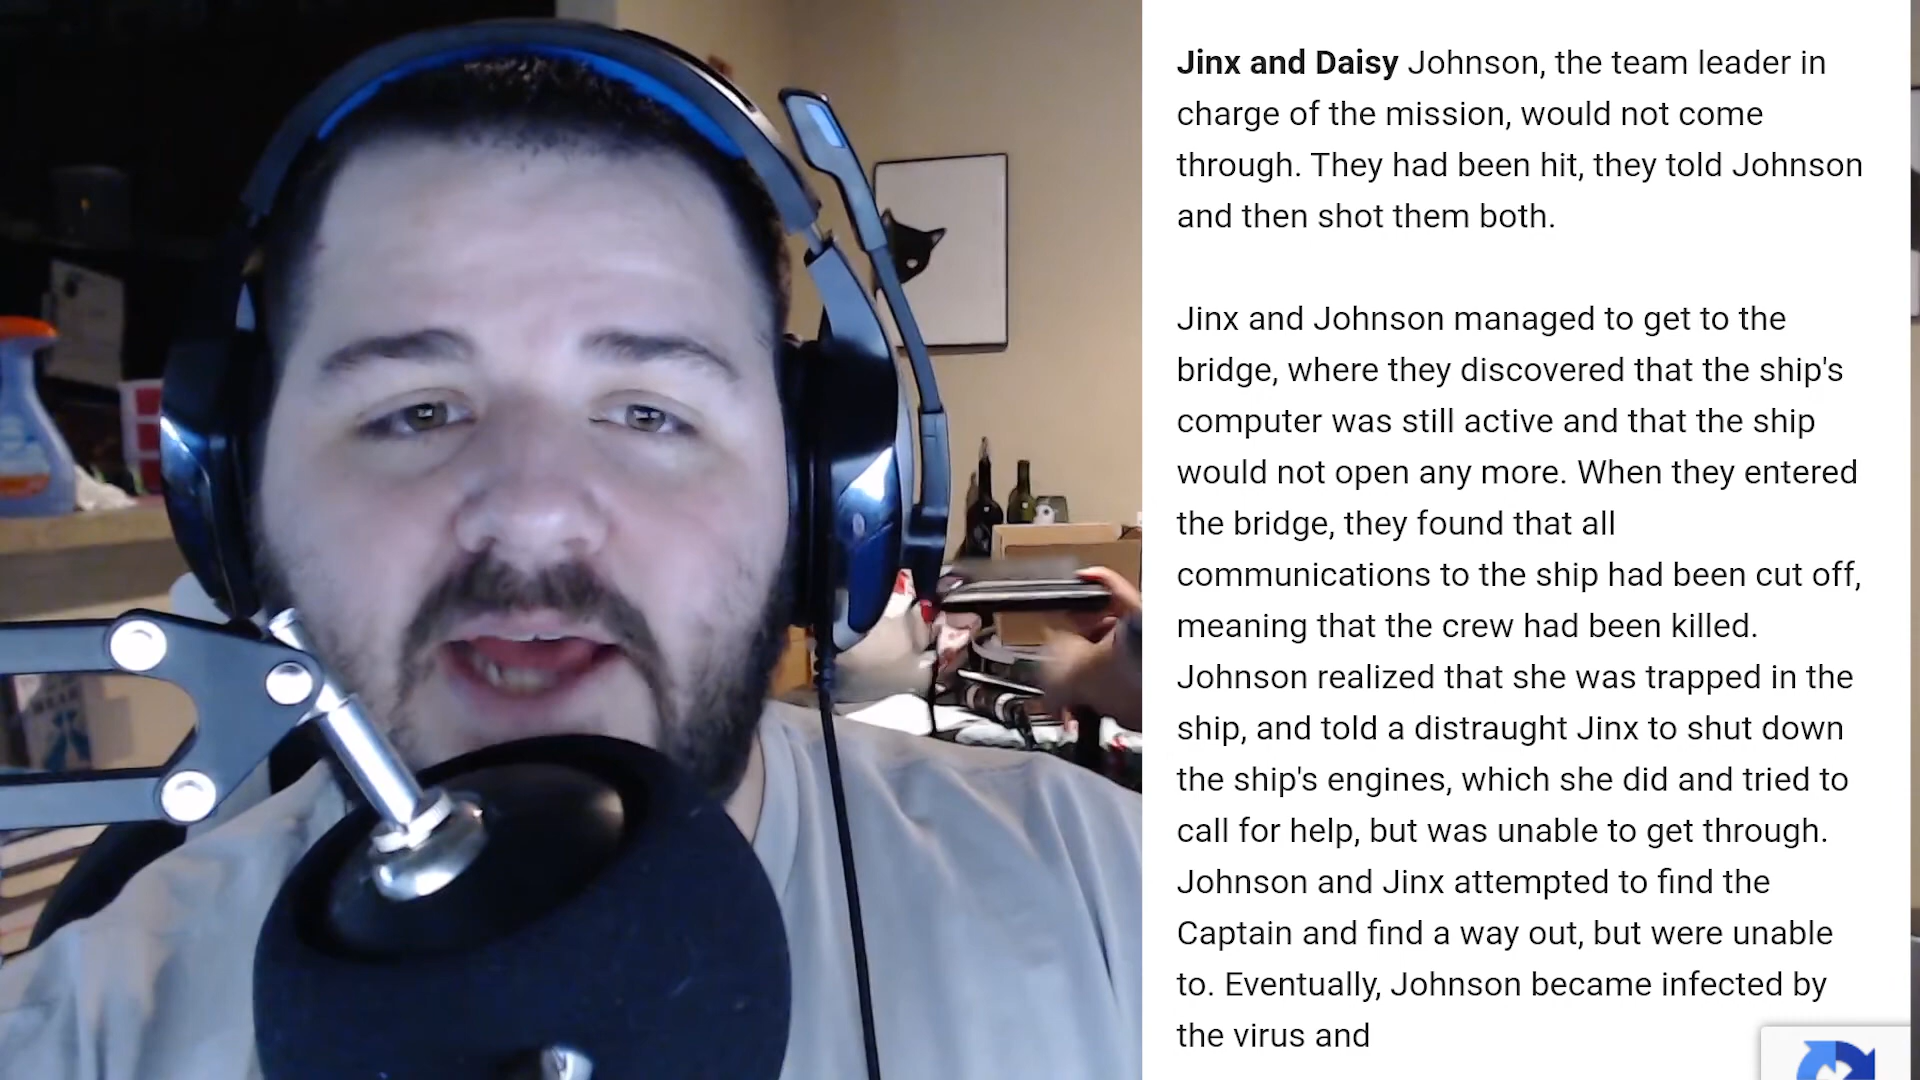 Jinx and Daisy Johnson, the team leader in
charge of the mission, would not come
through. They had been hit, they told Johnson
and then shot them both.
Jinx and Johnson managed to get to the
bridge, where they discovered that the ship's
computer was still active and that the ship
would not open any more. When they entered
the bridge, they found that all
communications to the ship had been cut off,
meaning that the crew had been killed.
Johnson realized that she was trapped in the
ship, and told a distraught Jinx to shut down
the ship's engines, which she did and tried to
call for help, but was unable to get through.
Johnson and Jinx attempted to find the
Captain and find a way out, but were unable
to. Eventually, Johnson became infected by
the virus and